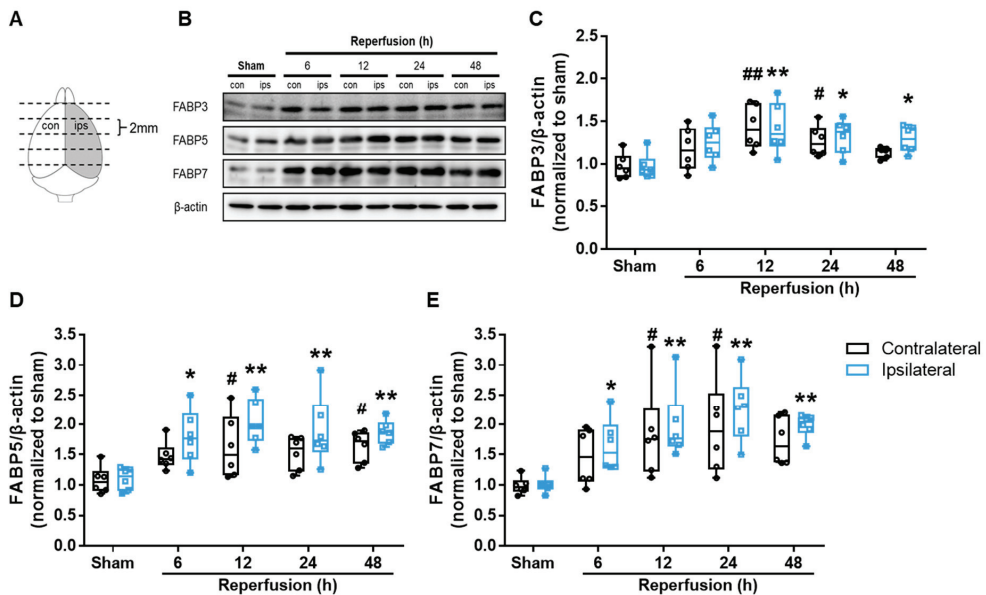 A
con
ips
2mm
B
Reperfusion (h)
Sham 6 12 24 48
con ips con ips con ips con ips con ips
FABP3
FABP5
FABP7
β-actin
C
FABP3/β-actin
(normalized to sham)
2.5
2.0
1.5
1.0
0.5
0.0
## ** # * *
Sham 6 12 24 48
Reperfusion (h)
D
FABP5/β-actin
(normalized to sham)
3.5
3.0
2.5
2.0
1.5
1.0
0.5
0.0
* # ** ** # **
Sham 6 12 24 48
Reperfusion (h)
E
FABP7/β-actin
(normalized to sham)
3.5
3.0
2.5
2.0
1.5
1.0
0.5
0.0
* # ** # ** **
Sham 6 12 24 48
Reperfusion (h)
Contralateral
Ipsilateral